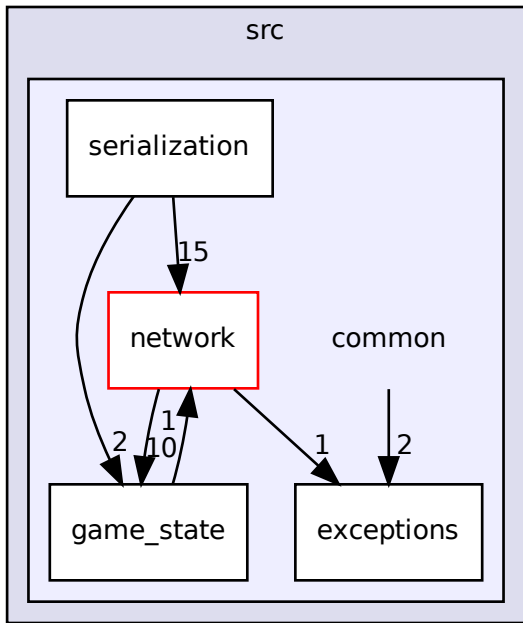 src
serialization
15
network
common
1
2
10
1
2
game_state
exceptions